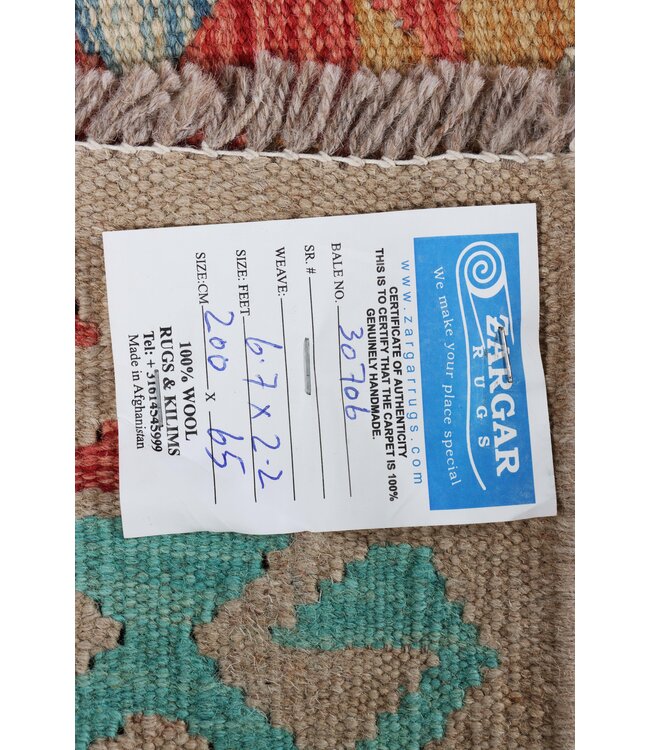 ZARGAR
RUGS
We make your place special
www.zargarrugs.com
CERTIFICATE OF AUTHENTICITY
THIS IS TO CERTIFY THAT THE CARPET IS 100%
GENUINELY HANDMADE.
BALE NO. 30706
SR. #
WEAVE:
SIZE: FEET 6.7 X 2.2
SIZE:CM 200 X 65
100% WOOL
RUGS & KILIMS
Tel: + 31614545999
Made in Afghanistan